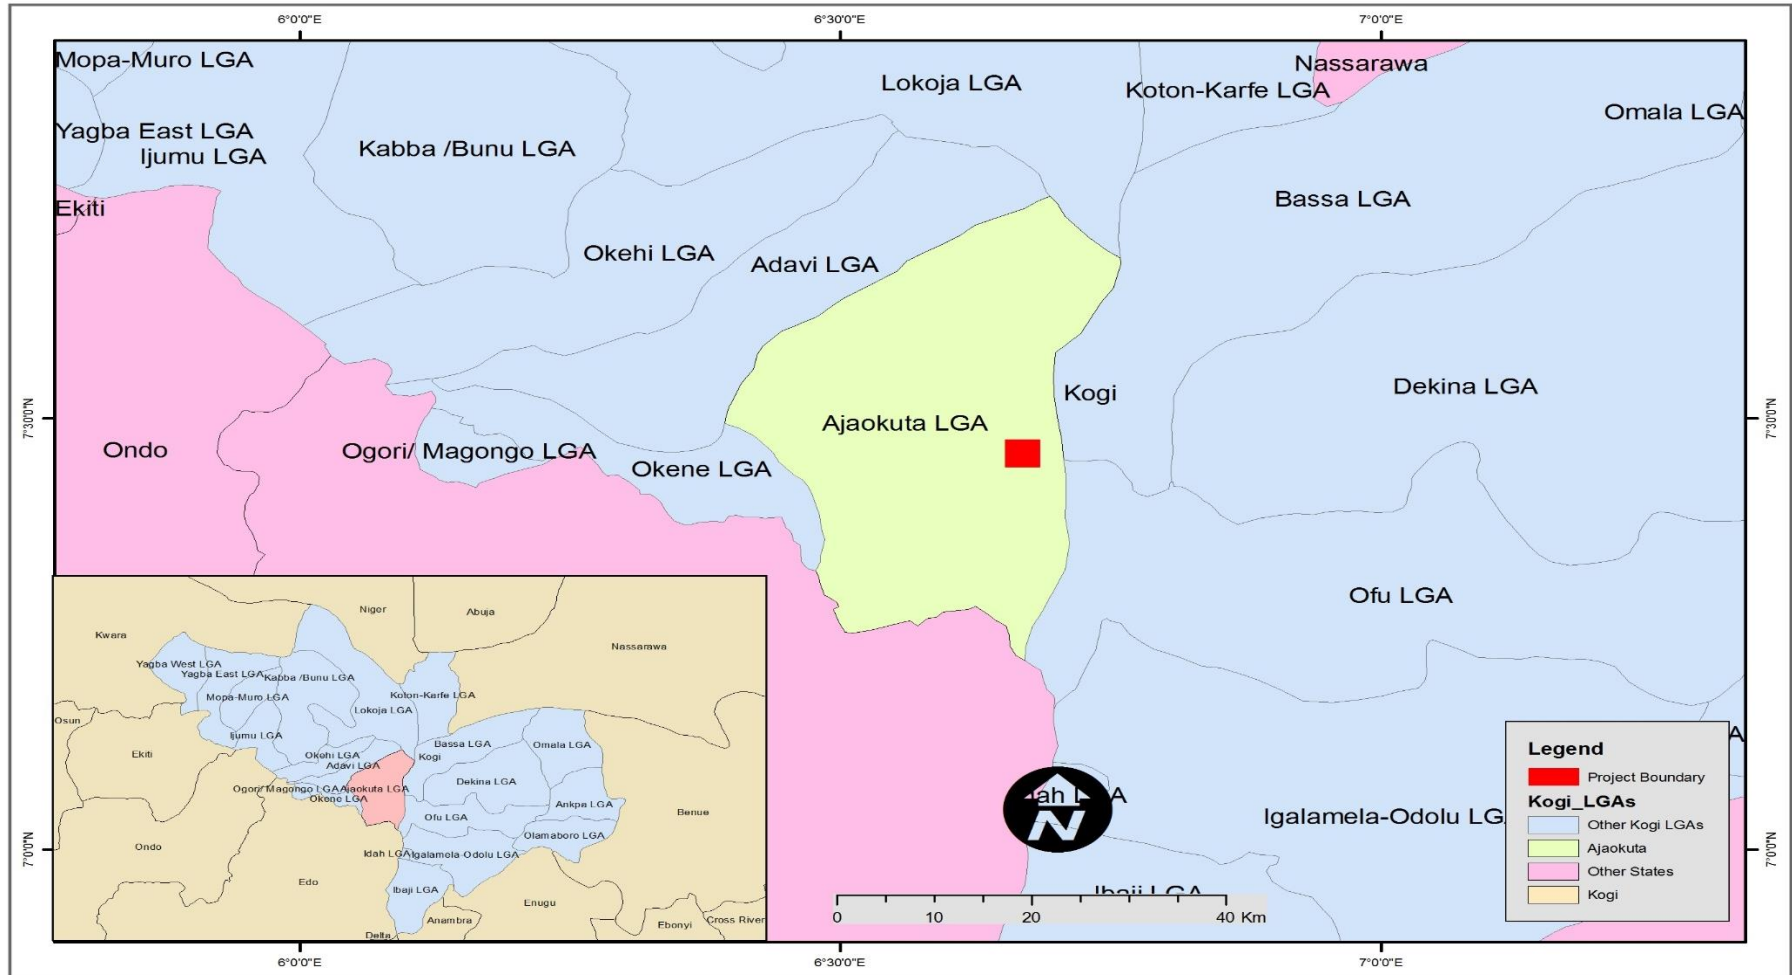 6°0'0"E
6°30'0"E
7°0'0"E
Mopa-Muro LGA
Lokoja LGA
Nassarawa
Koton-Karfe LGA
Omala LGA
Yagba East LGA
Ijumu LGA
Kabba /Bunu LGA
Bassa LGA
Ekiti
Okehi LGA
Adavi LGA
Kogi
Dekina LGA
7°30'0"N
7°30'0"N
Ajaokuta LGA
Ondo
Ogori/ Magongo LGA
Okene LGA
Ofu LGA
Igalamela-Odolu LGA
LGA
Ibaji LGA
N
7°0'0"N
7°0'0"N
Niger
Abuja
Kwara
Nassarawa
Yagba West LGA
Yagba East LGA
Kabba /Bunu LGA
Mopa-Muro LGA
Koton-Karfe LGA
Lokoja LGA
Osun
Ijumu LGA
Bassa LGA
Omala LGA
Ekiti
Okehi LGA
Kogi
Adavi LGA
Dekina LGA
Ogori/ Magongo LGA
Ajaokuta LGA
Okene LGA
Ankpa LGA
Ofu LGA
Benue
Olamaboro LGA
Ondo
Idah LGA
Igalamela-Odolu LGA
Edo
Ibaji LGA
Enugu
Anambra
Ebonyi
Cross River
Delta
Legend
Project Boundary
Kogi_LGAs
Other Kogi LGAs
Ajaokuta
Other States
Kogi
0 10 20 40 Km
6°0'0"E
6°30'0"E
7°0'0"E